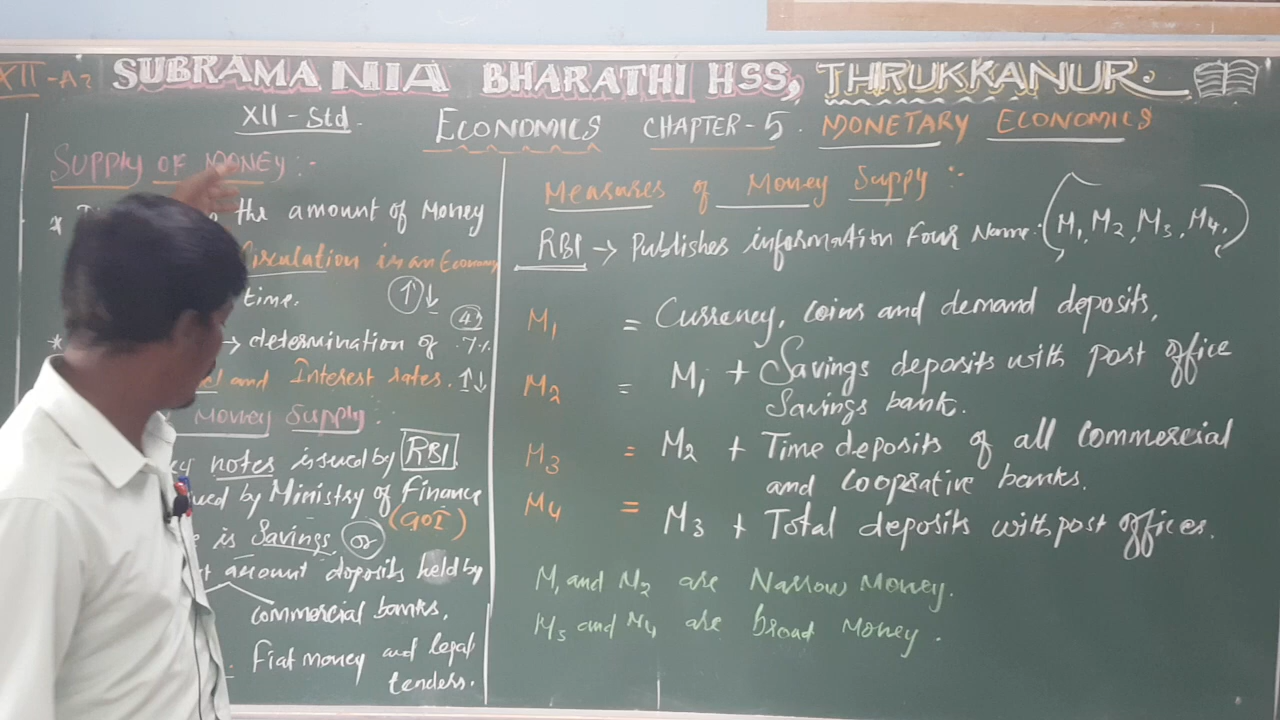 XII - A2 SUBRAMANIA BHARATHI HSS, THRUKKANUR.
XII - Std. ECONOMICS CHAPTER - 5. MONETARY ECONOMICS
SUPPLY OF MONEY :-
* the amount of Money
Circulation is an Economy
time. ↑↓
* → determination of 7%
and Interest rates. ↑↓
Money Supply :
notes issued by RBI
issued by Ministry of Finance
(GOI)
is Savings or
amount deposits held by
commercial banks.
Fiat money and legal
tenders.
Measures of Money Supply :-
RBI → Publishes information Four Name: (M1, M2, M3, M4.)
M1 = Currency, coins and demand deposits,
M2 = M1 + Savings deposits with post office
Savings bank.
M3 = M2 + Time deposits of all commercial
and cooperative banks.
M4 = M3 + Total deposits with post offices.
M1 and M2 are Narrow Money.
M3 and M4 are broad Money.